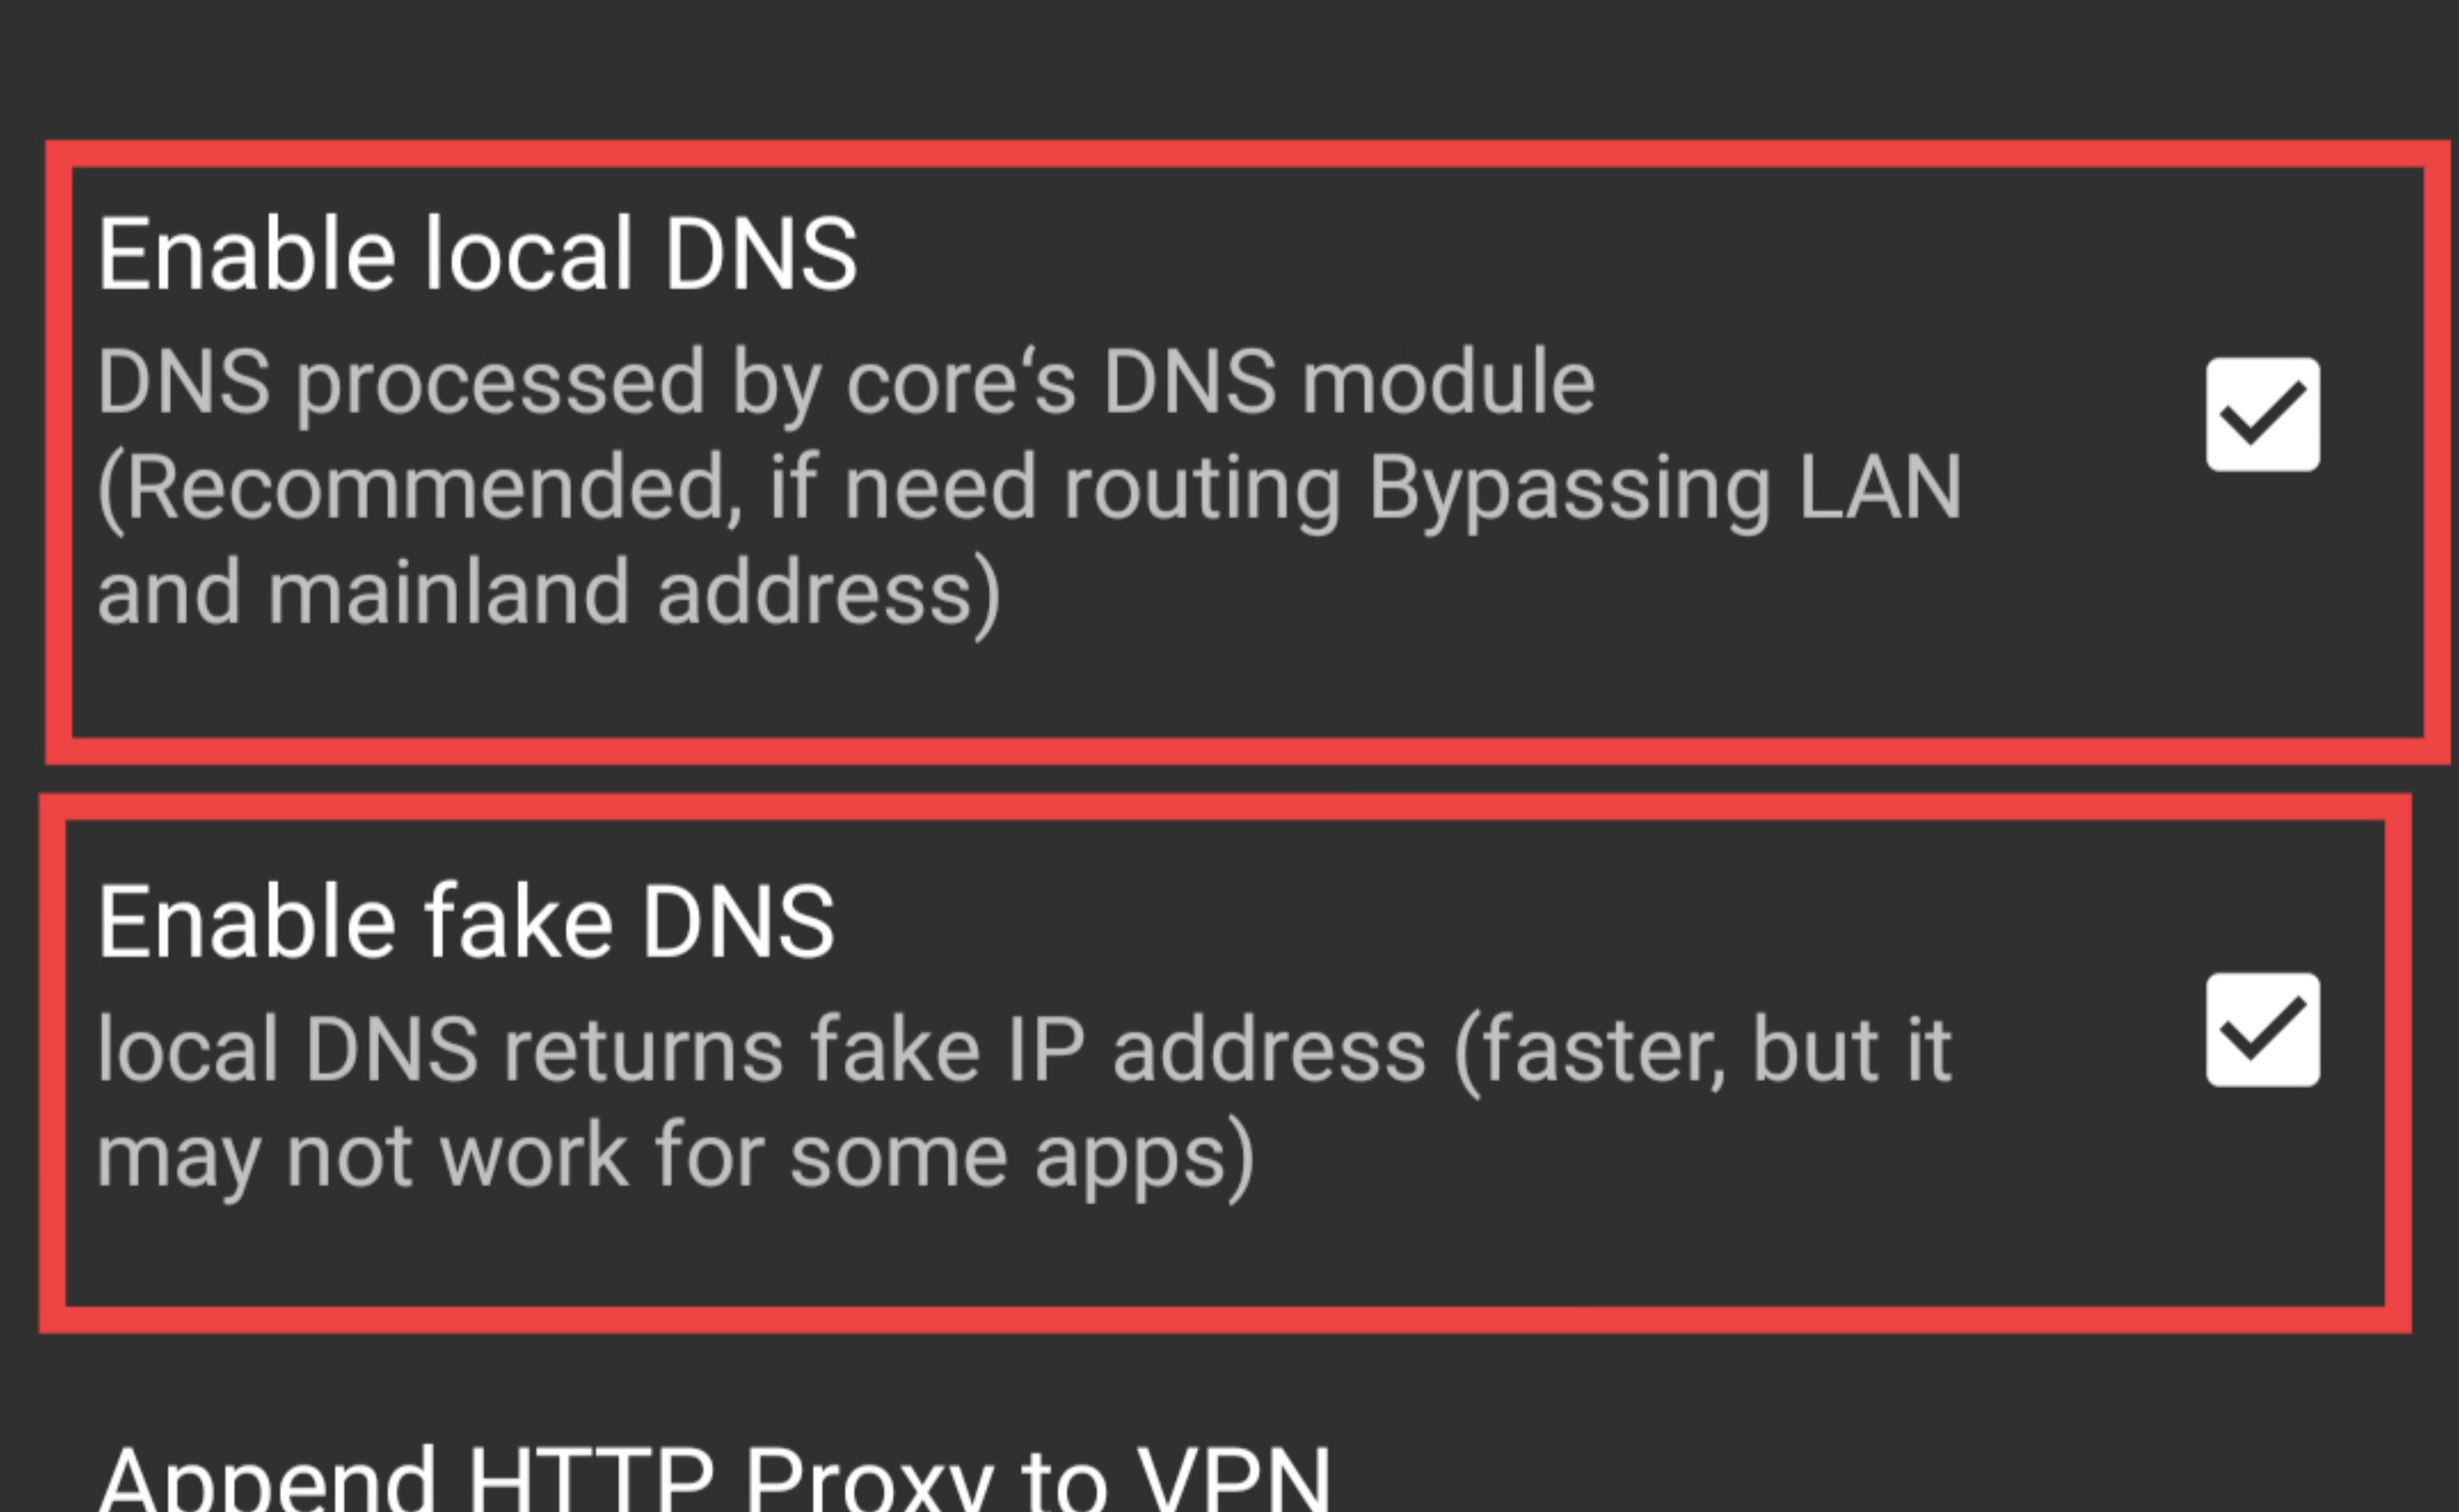 Enable local DNS
DNS processed by core‘s DNS module
(Recommended, if need routing Bypassing LAN
and mainland address)
Enable fake DNS
local DNS returns fake IP address (faster, but it
may not work for some apps)
Append HTTP Proxy to VPN